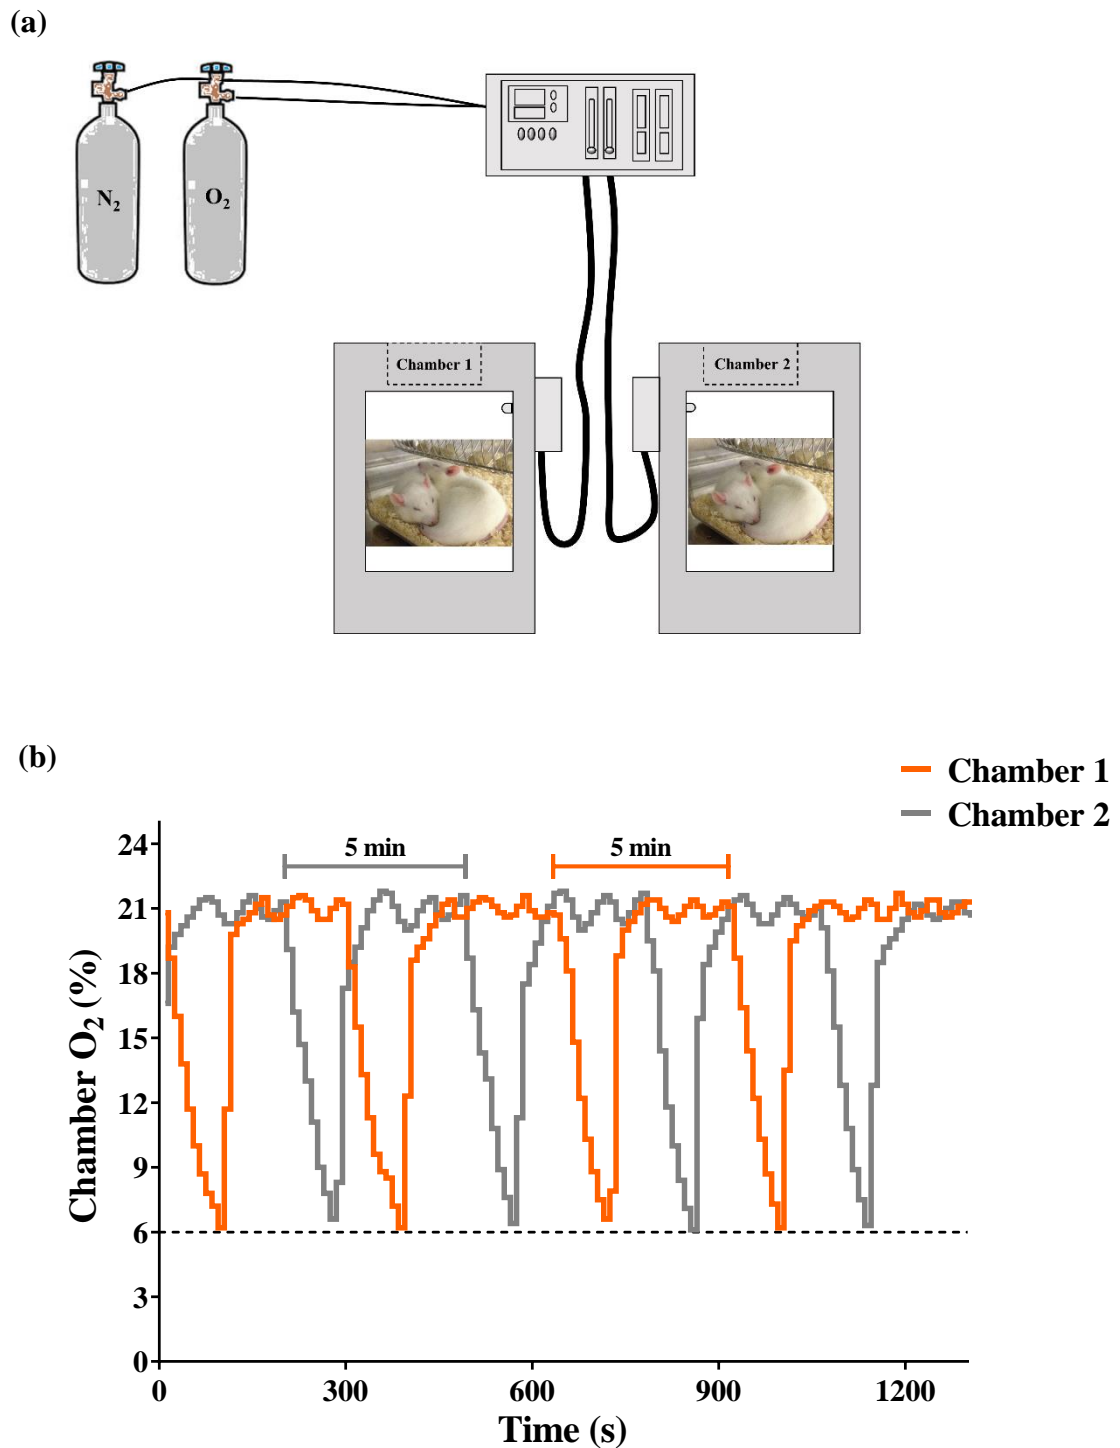 (a)
N₂
O₂
Chamber 1
Chamber 2
(b)
Chamber 1
Chamber 2
5 min
5 min
24
21
18
15
12
9
6
3
0
Chamber O₂ (%)
0
300
600
900
1200
Time (s)